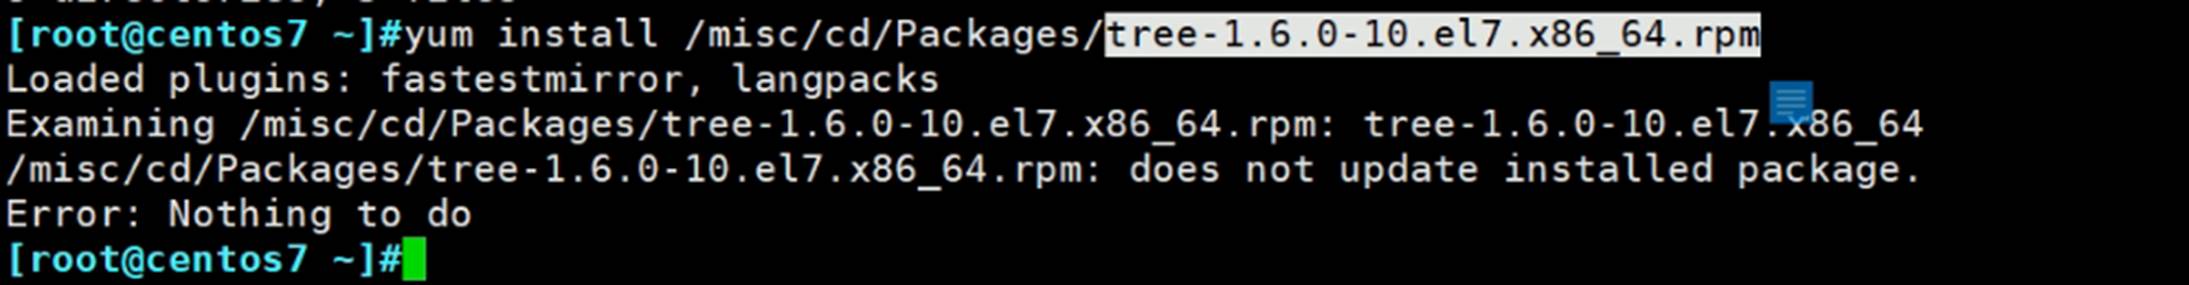 [root@centos7 ~]#yum install /misc/cd/Packages/tree-1.6.0-10.el7.x86_64.rpm
Loaded plugins: fastestmirror, langpacks
Examining /misc/cd/Packages/tree-1.6.0-10.el7.x86_64.rpm: tree-1.6.0-10.el7.x86_64
/misc/cd/Packages/tree-1.6.0-10.el7.x86_64.rpm: does not update installed package.
Error: Nothing to do
[root@centos7 ~]#